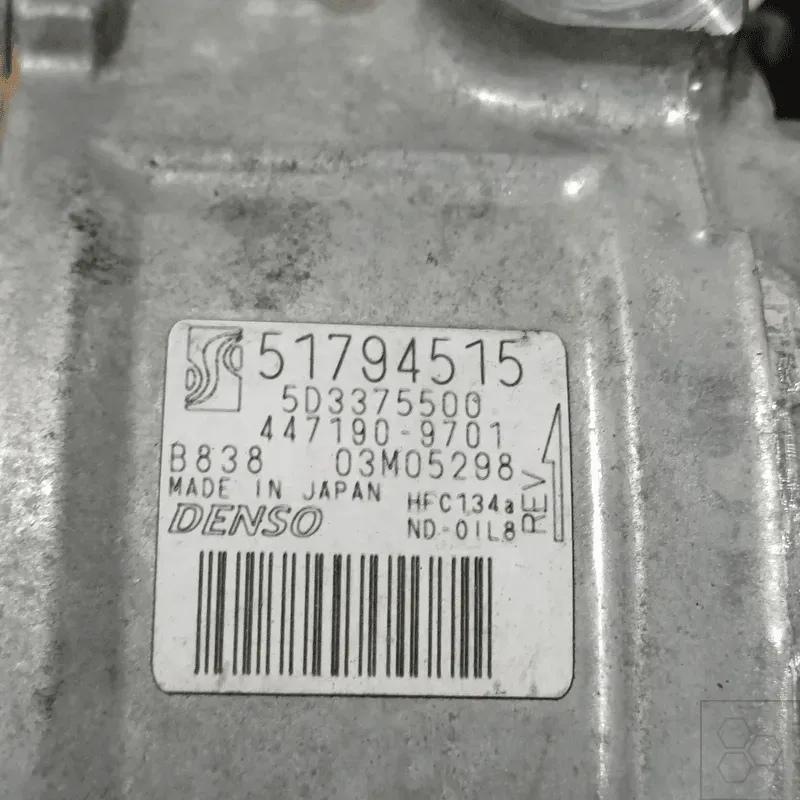 51794515
5D3375500
447190-9701
B838 03M05298
MADE IN JAPAN HFC134a
DENSO ND-OIL8
REV